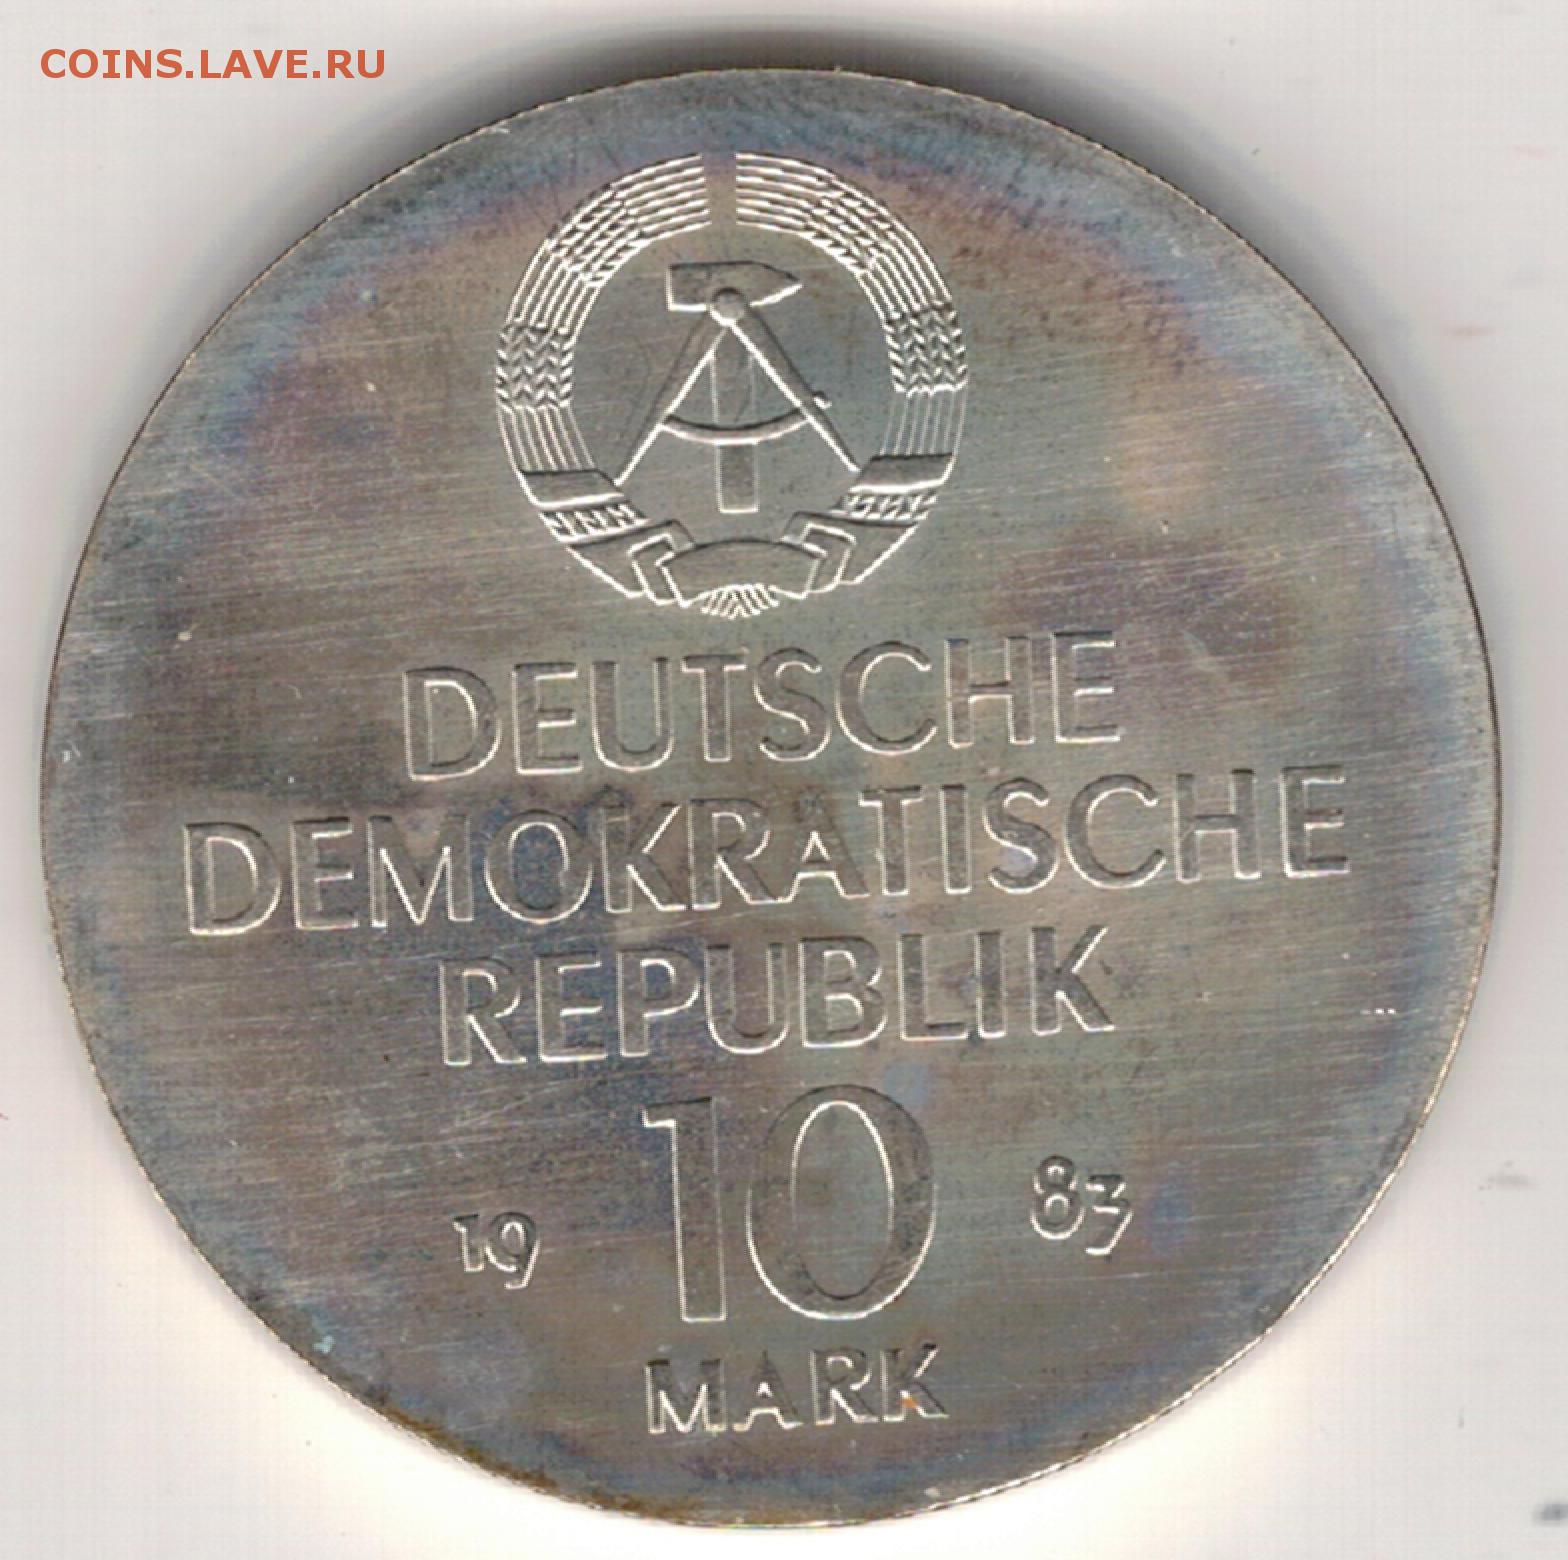 COINS.LAVE.RU
DEUTSCHE
DEMOKRATISCHE
REPUBLIK
19 10 83
MARK